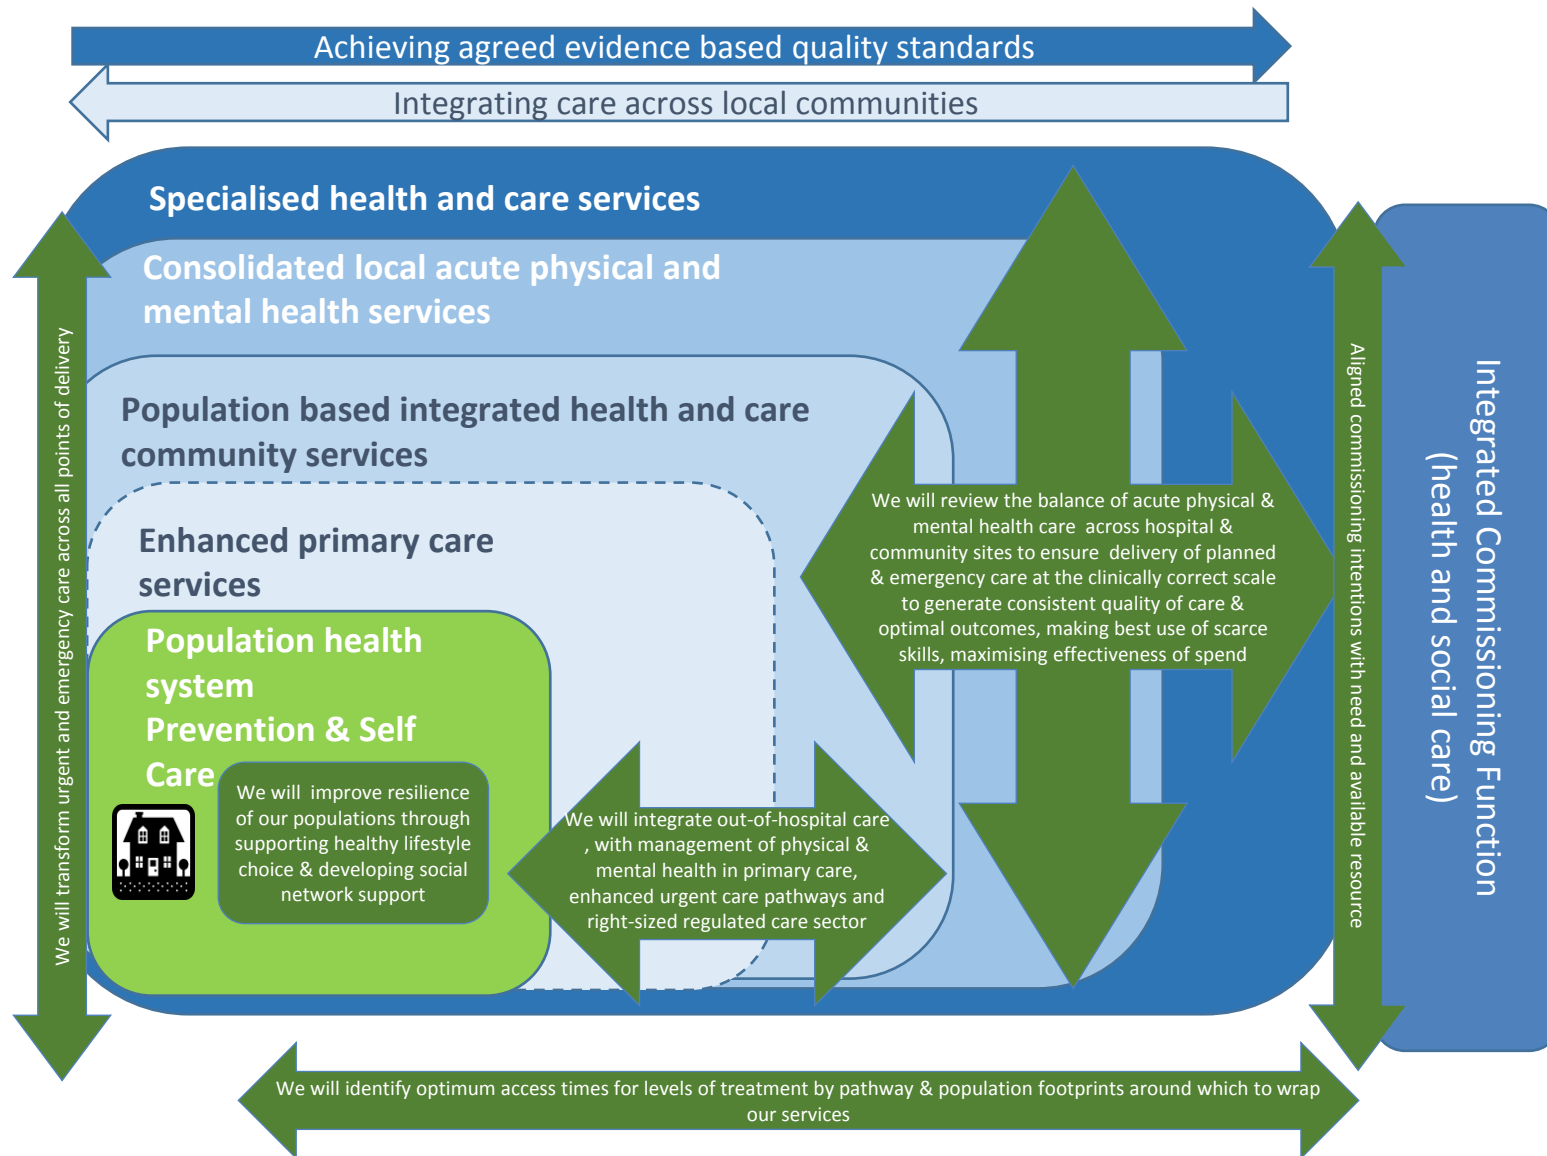 Achieving agreed evidence based quality standards
Integrating care across local communities
Specialised health and care services
Consolidated local acute physical and
mental health services
Population based integrated health and care
community services
Enhanced primary care
services
Population health
system
Prevention & Self
Care
We will  improve resilience
of our populations through
supporting healthy lifestyle
choice & developing social
network support
We will integrate out-of-hospital care
, with management of physical &
mental health in primary care,
enhanced urgent care pathways and
right-sized regulated care sector
We will review the balance of acute physical &
mental health care  across hospital &
community sites to ensure  delivery of planned
& emergency care at the clinically correct scale
to generate consistent quality of care &
optimal outcomes, making best use of scarce
skills, maximising effectiveness of spend
We will transform urgent and emergency care across all points of delivery
Aligned commissioning intentions with need and available resource
Integrated Commissioning Function
(health and social care)
We will identify optimum access times for levels of treatment by pathway & population footprints around which to wrap
our services